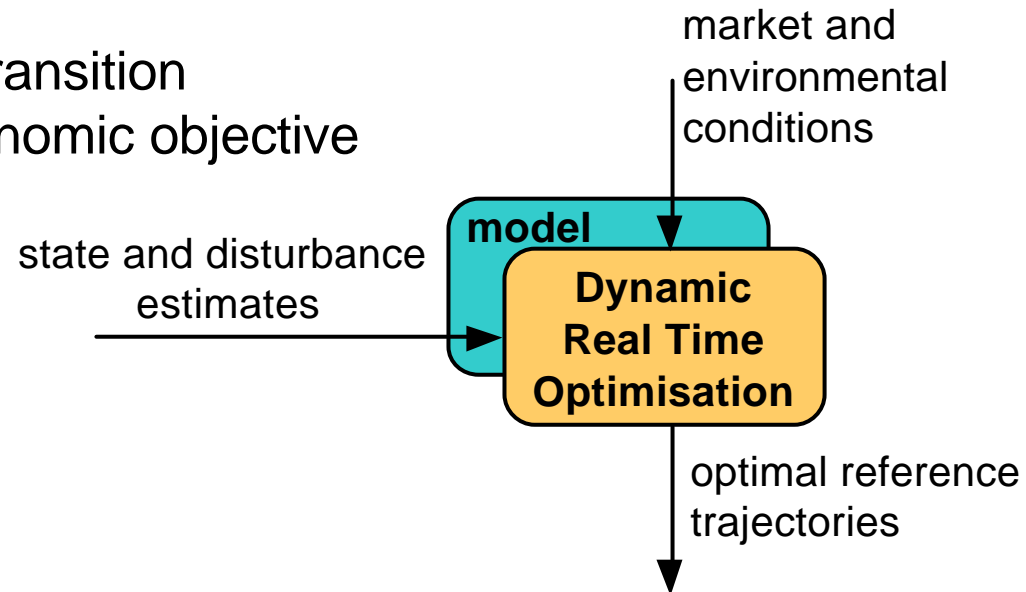 market and
environmental
conditions
ransition
nomic objective
state and disturbance
estimates
model
Dynamic
Real Time
Optimisation
optimal reference
trajectories